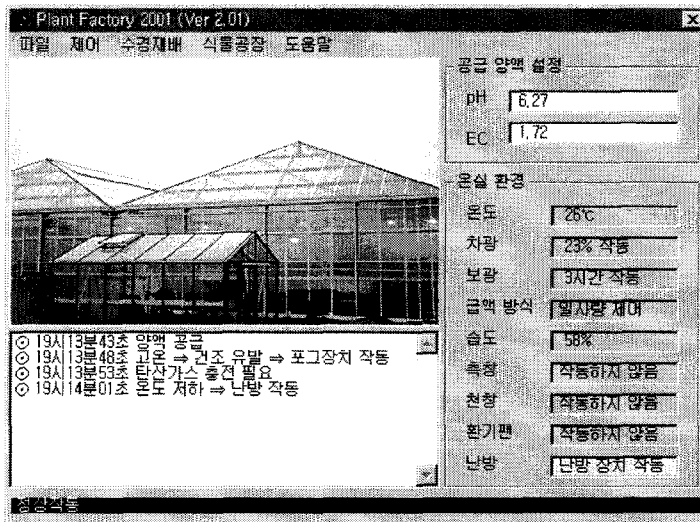 Plant Factory 2001 (Ver 2.01)
파일 제어 수경재배 식물공장 도움말
공급 양액 설정
pH 6.27
EC 1.72
온실 환경
온도 26℃
차광 23% 작동
보광 3시간 작동
급액 방식 일사량 제어
습도 58%
측창 작동하지 않음
천창 작동하지 않음
환기팬 작동하지 않음
난방 난방 장치 작동
⊙ 19시13분43초 양액 공급
⊙ 19시13분48초 고온 ⇒ 건조 유발 ⇒ 포그장치 작동
⊙ 19시13분53초 탄산가스 충전 필요
⊙ 19시14분01초 온도 저하 ⇒ 난방 작동
정상작동